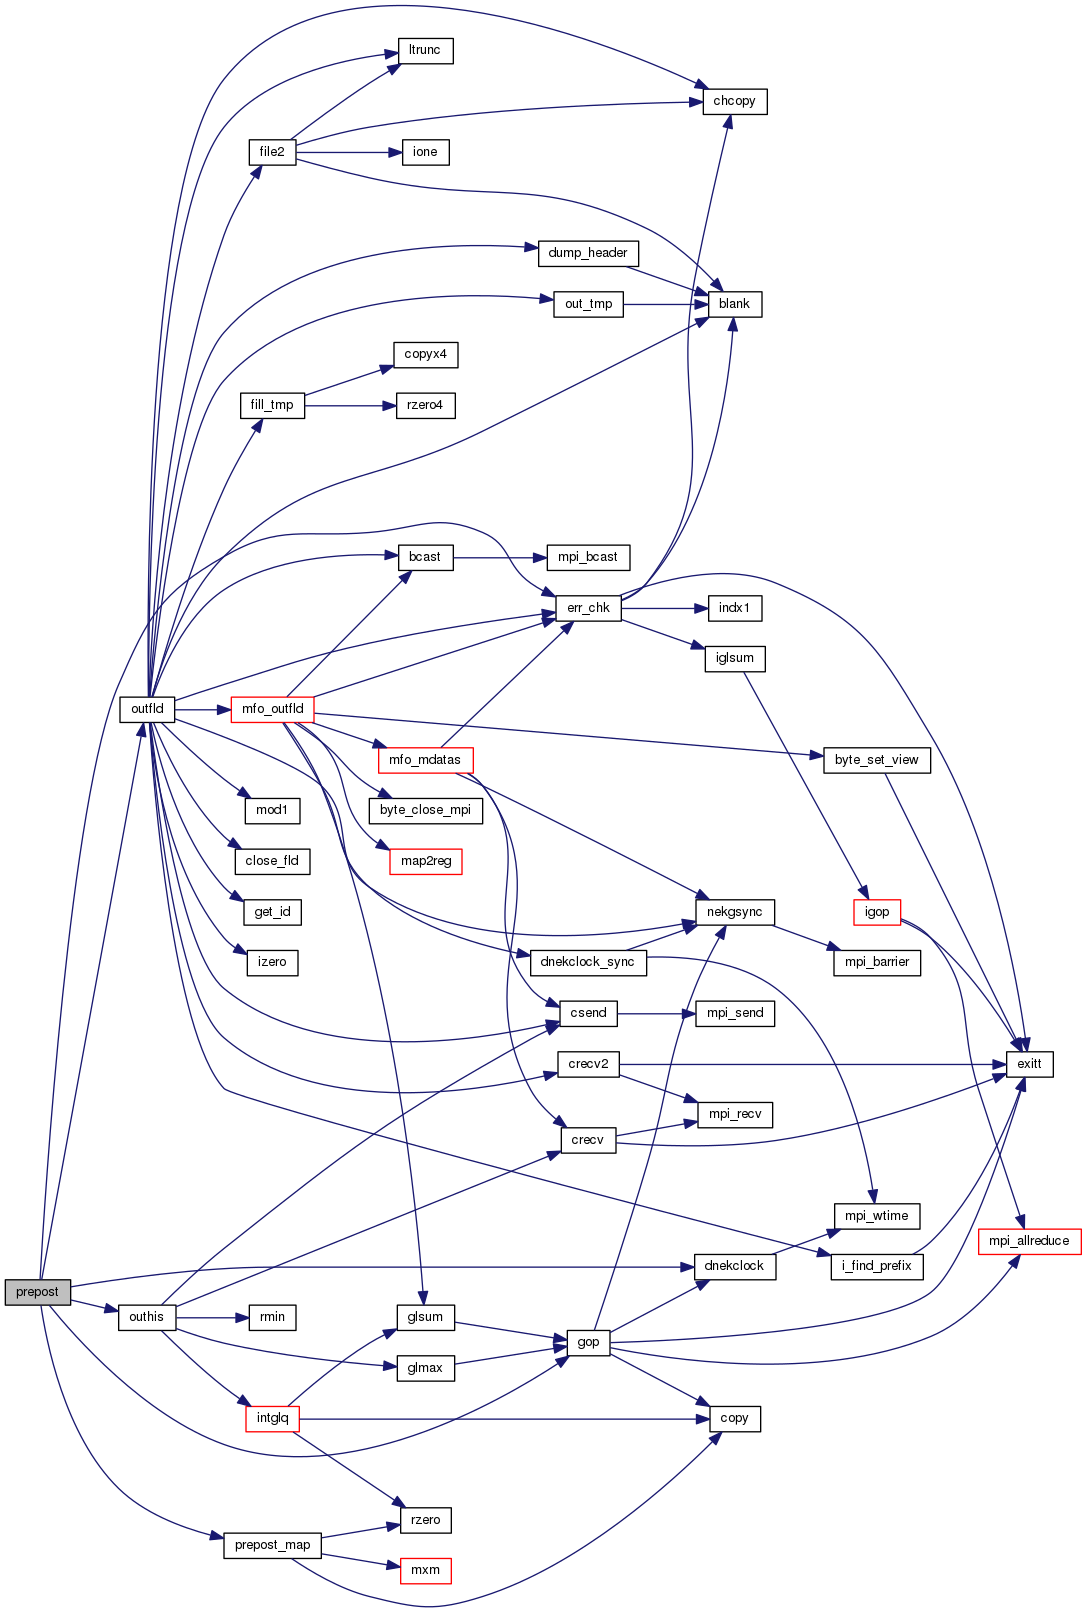 ltrunc
chcopy
file2
ione
dump_header
blank
out_tmp
copyx4
fill_tmp
rzero4
bcast
mpi_bcast
err_chk
indx1
iglsum
outfld
mfo_outfld
mfo_mdatas
byte_set_view
mod1
byte_close_mpi
close_fld
map2reg
get_id
nekgsync
igop
izero
dnekclock_sync
mpi_barrier
csend
mpi_send
crecv2
exitt
mpi_recv
crecv
mpi_wtime
mpi_allreduce
dnekclock
i_find_prefix
prepost
outhis
rmin
glsum
gop
glmax
intglq
copy
rzero
prepost_map
mxm